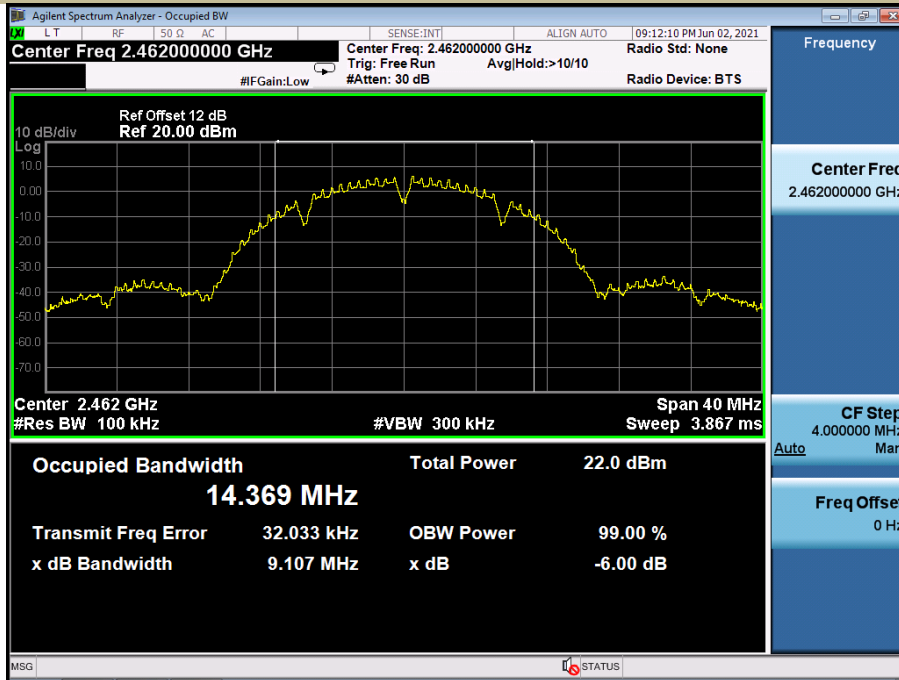 Agilent Spectrum Analyzer - Occupied BW
LXI L T RF 50 Ω AC SENSE:INT ALIGN AUTO 09:12:10 PM Jun 02, 2021
Center Freq 2.462000000 GHz
Center Freq: 2.462000000 GHz Radio Std: None
Trig: Free Run Avg|Hold:>10/10
#IFGain:Low #Atten: 30 dB Radio Device: BTS
Ref Offset 12 dB
10 dB/div Ref 20.00 dBm
Log
10.0
0.00
-10.0
-20.0
-30.0
-40.0
-50.0
-60.0
-70.0
Center 2.462 GHz Span 40 MHz
#Res BW 100 kHz #VBW 300 kHz Sweep 3.867 ms
Occupied Bandwidth Total Power 22.0 dBm
14.369 MHz
Transmit Freq Error 32.033 kHz OBW Power 99.00 %
x dB Bandwidth 9.107 MHz x dB -6.00 dB
MSG STATUS
Frequency
Center Freq
2.462000000 GHz
CF Step
4.000000 MHz
Auto Man
Freq Offset
0 Hz